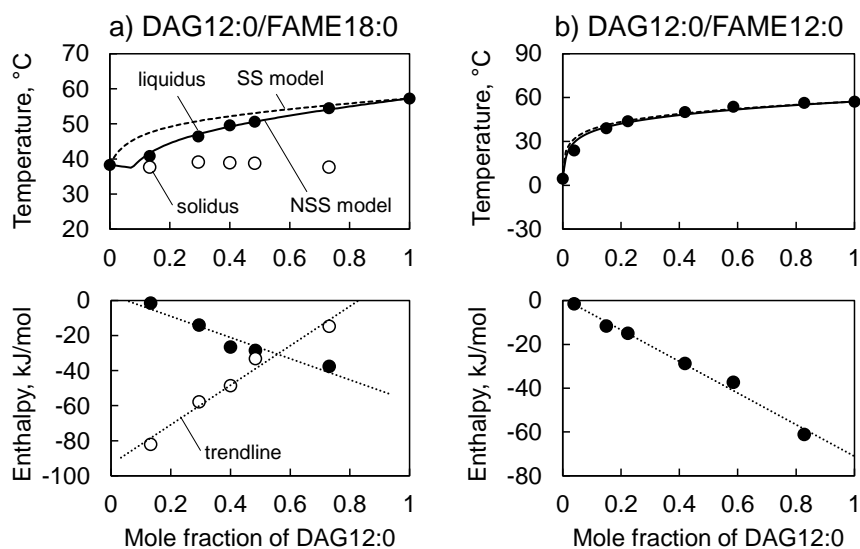 a) DAG12:0/FAME18:0
b) DAG12:0/FAME12:0
Temperature, °C
70
60
50
40
30
20
liquidus
SS model
solidus
NSS model
0 0.2 0.4 0.6 0.8 1
Temperature, °C
90
60
30
0
-30
0 0.2 0.4 0.6 0.8 1
Enthalpy, kJ/mol
0
-20
-40
-60
-80
-100
trendline
0 0.2 0.4 0.6 0.8 1
Mole fraction of DAG12:0
Enthalpy, kJ/mol
0
-20
-40
-60
-80
0 0.2 0.4 0.6 0.8 1
Mole fraction of DAG12:0